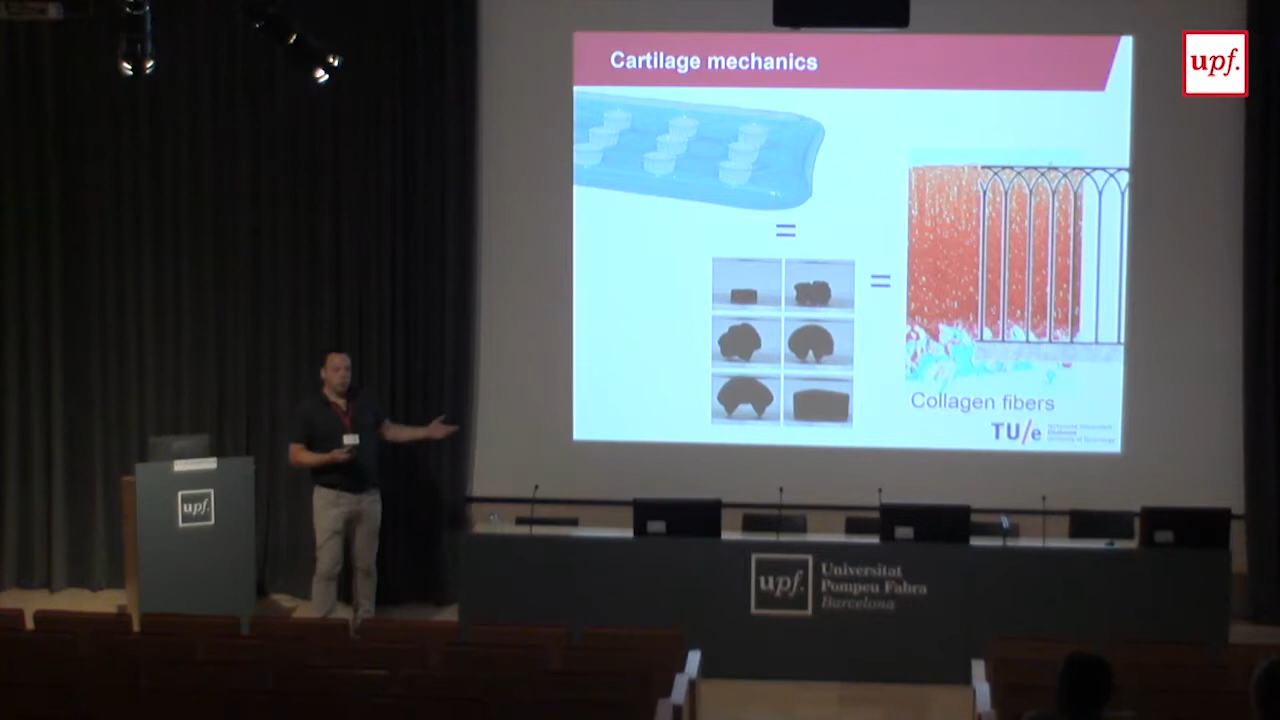 Cartilage mechanics
upf.
=
=
Collagen fibers
TU/e
upf.
upf.
Universitat
Pompeu Fabra
Barcelona